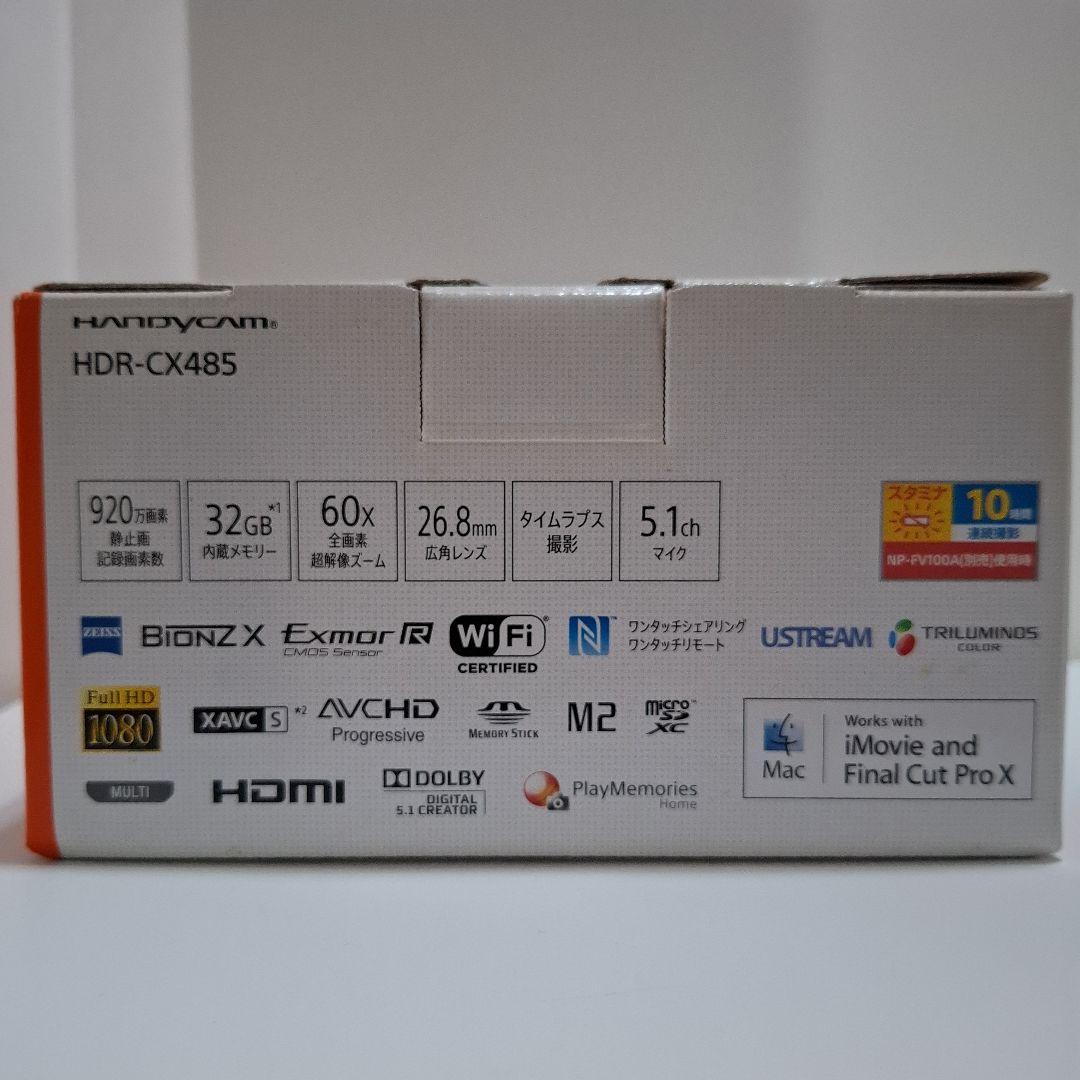 HANDYCAM®
HDR-CX485
920万画素
静止画
記録画素数
32GB*1
内蔵メモリー
60X
全画素
超解像ズーム
26.8mm
広角レンズ
タイムラプス
撮影
5.1ch
マイク
スタミナ
10時間
連続撮影
NP-FV100A(別売)使用時
ZEISS
BIONZ X
Exmor R
CMOS Sensor
Wi Fi®
CERTIFIED
N™
ワンタッチシェアリング
ワンタッチリモート
USTREAM
TRILUMINOS
COLOR
Full HD
1080
XAVC S *2
AVCHD
Progressive
MEMORY STICK
M2
micro
SD
XC
Mac
Works with
iMovie and
Final Cut Pro X
MULTI
HDMI
DOLBY
DIGITAL
5.1 CREATOR
PlayMemories
Home